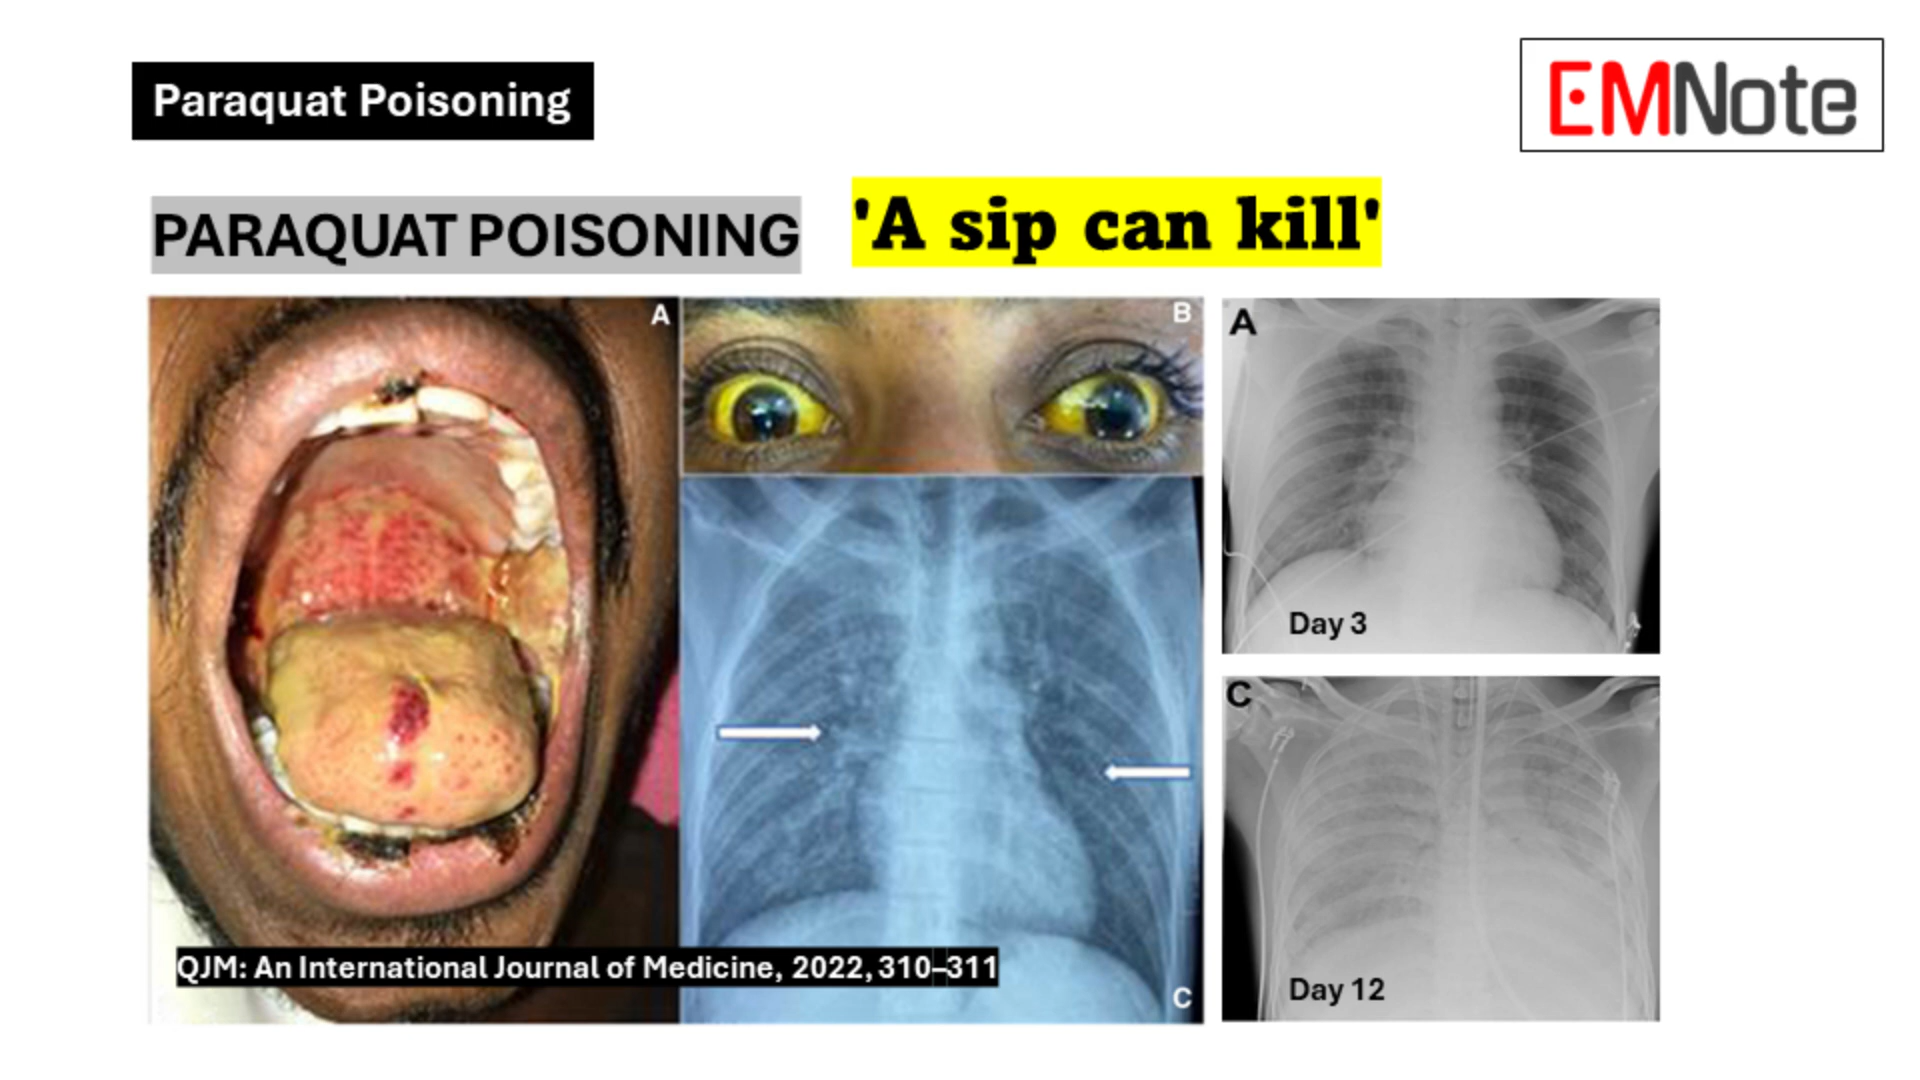 Paraquat Poisoning
EMNote
PARAQUAT POISONING
'A sip can kill'
A
B
C
QJM: An International Journal of Medicine, 2022, 310–311
A
Day 3
C
Day 12